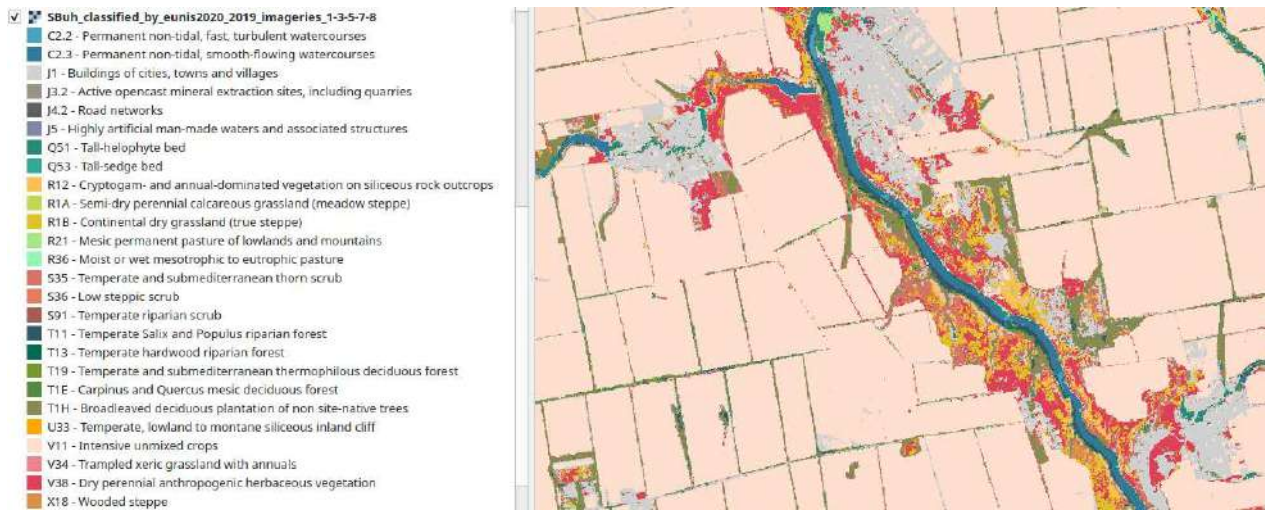 SBuh_classified_by_eunis2020_2019_imageries_1-3-5-7-8
C2.2 - Permanent non-tidal, fast, turbulent watercourses
C2.3 - Permanent non-tidal, smooth-flowing watercourses
J1 - Buildings of cities, towns and villages
J3.2 - Active opencast mineral extraction sites, including quarries
J4.2 - Road networks
J5 - Highly artificial man-made waters and associated structures
Q51 - Tall-helophyte bed
Q53 - Tall-sedge bed
R12 - Cryptogam- and annual-dominated vegetation on siliceous rock outcrops
R1A - Semi-dry perennial calcareous grassland (meadow steppe)
R1B - Continental dry grassland (true steppe)
R21 - Mesic permanent pasture of lowlands and mountains
R36 - Moist or wet mesotrophic to eutrophic pasture
S35 - Temperate and submediterranean thorn scrub
S36 - Low steppic scrub
S91 - Temperate riparian scrub
T11 - Temperate Salix and Populus riparian forest
T13 - Temperate hardwood riparian forest
T19 - Temperate and submediterranean thermophilous deciduous forest
T1E - Carpinus and Quercus mesic deciduous forest
T1H - Broadleaved deciduous plantation of non site-native trees
U33 - Temperate, lowland to montane siliceous inland cliff
V11 - Intensive unmixed crops
V34 - Trampled xeric grassland with annuals
V38 - Dry perennial anthropogenic herbaceous vegetation
X18 - Wooded steppe